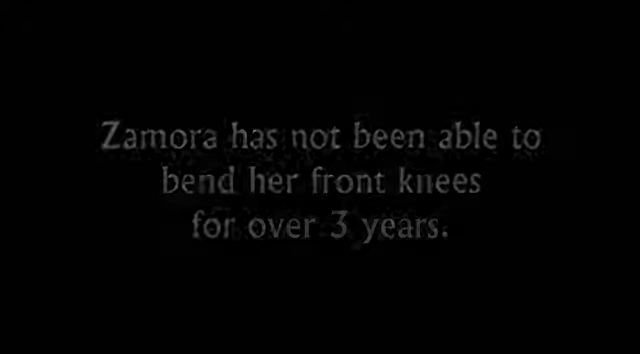 Zamora has not been able to
bend her front knees
for over 3 years.